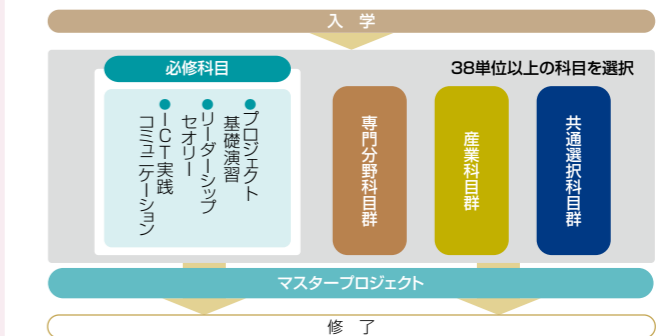 入 学
必修科目
38単位以上の科目を選択
●プロジェクト
基礎演習
●リーダーシップ
セオリー
●ICT実践
コミュニケーション
専門分野科目群
産業科目群
共通選択科目群
マスタープロジェクト
修 了